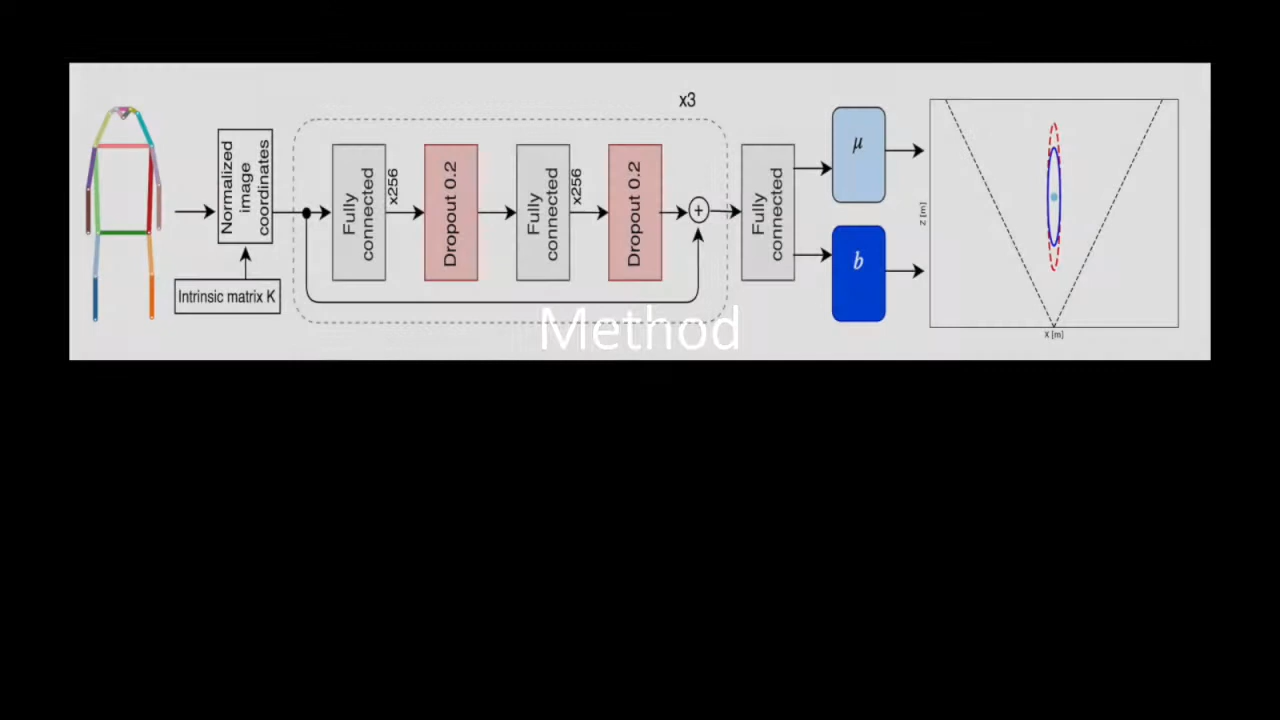 x3
Normalized
image
coordinates
Intrinsic matrix K
Fully
connected
x256
Dropout 0.2
Fully
connected
x256
Dropout 0.2
+
Fully
connected
μ
b
Z [m]
X [m]
Method